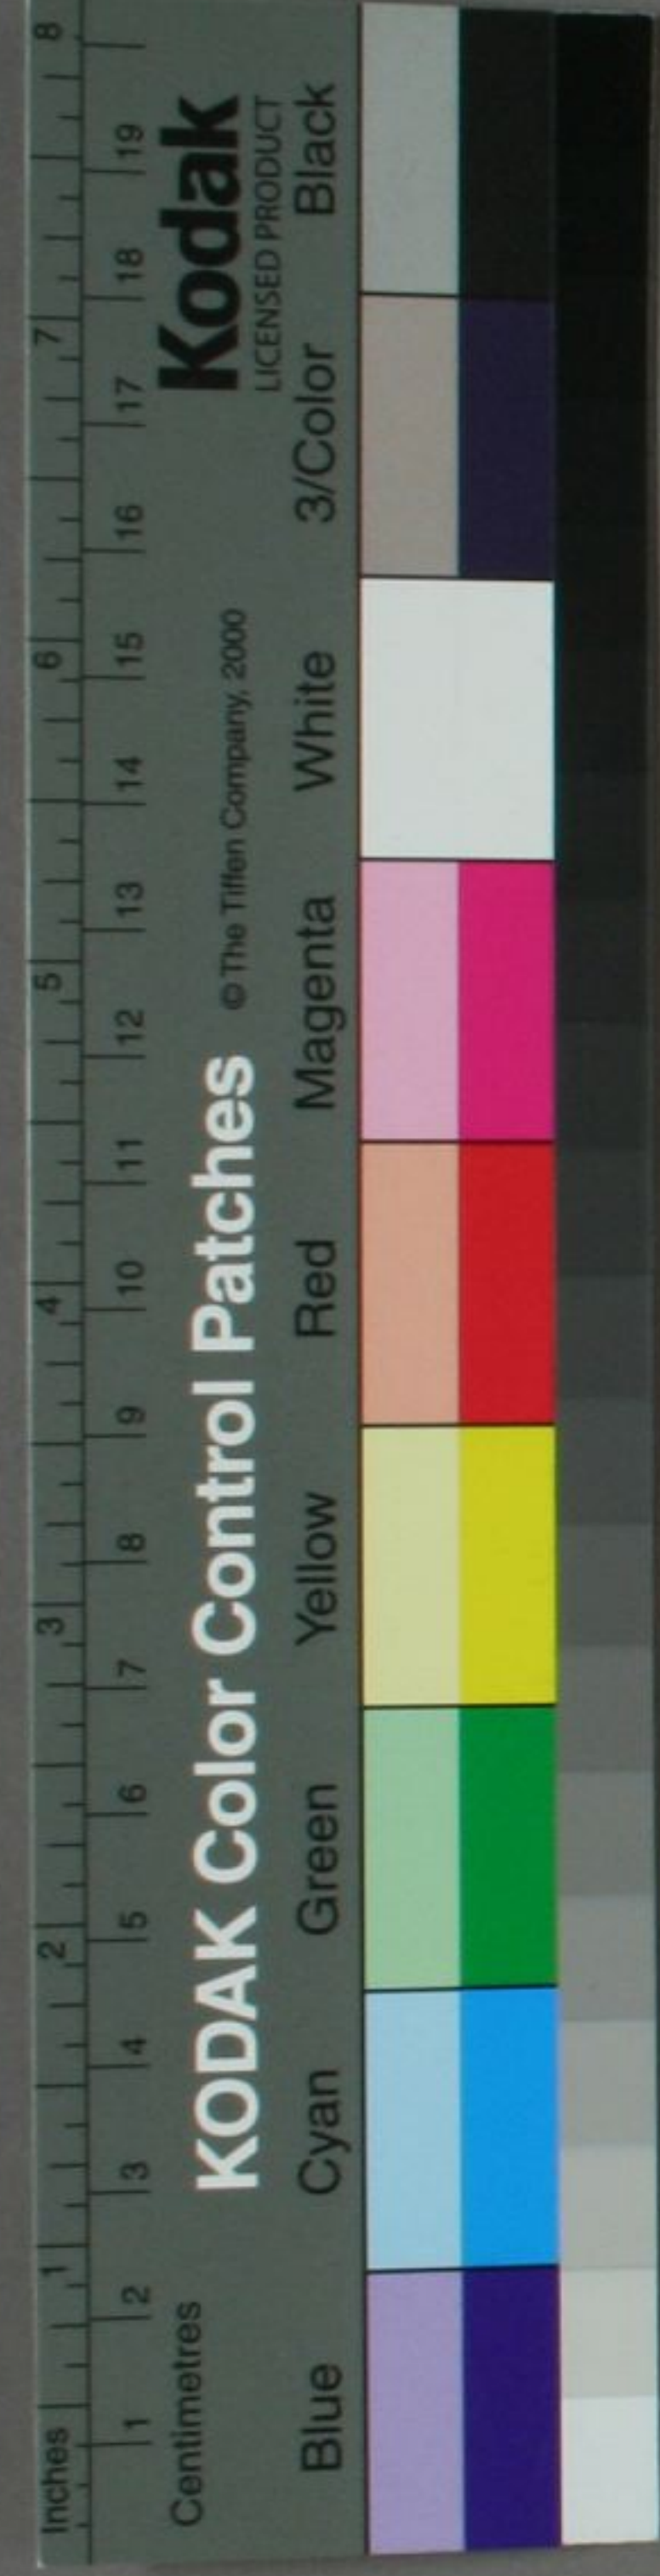 Inches 1 2 3 4 5 6 7 8
1 2 3 4 5 6 7 8 9 10 11 12 13 14 15 16 17 18 19
Centimetres
KODAK Color Control Patches © The Tiffen Company, 2000 Kodak
LICENSED PRODUCT
Blue Cyan Green Yellow Red Magenta White 3/Color Black